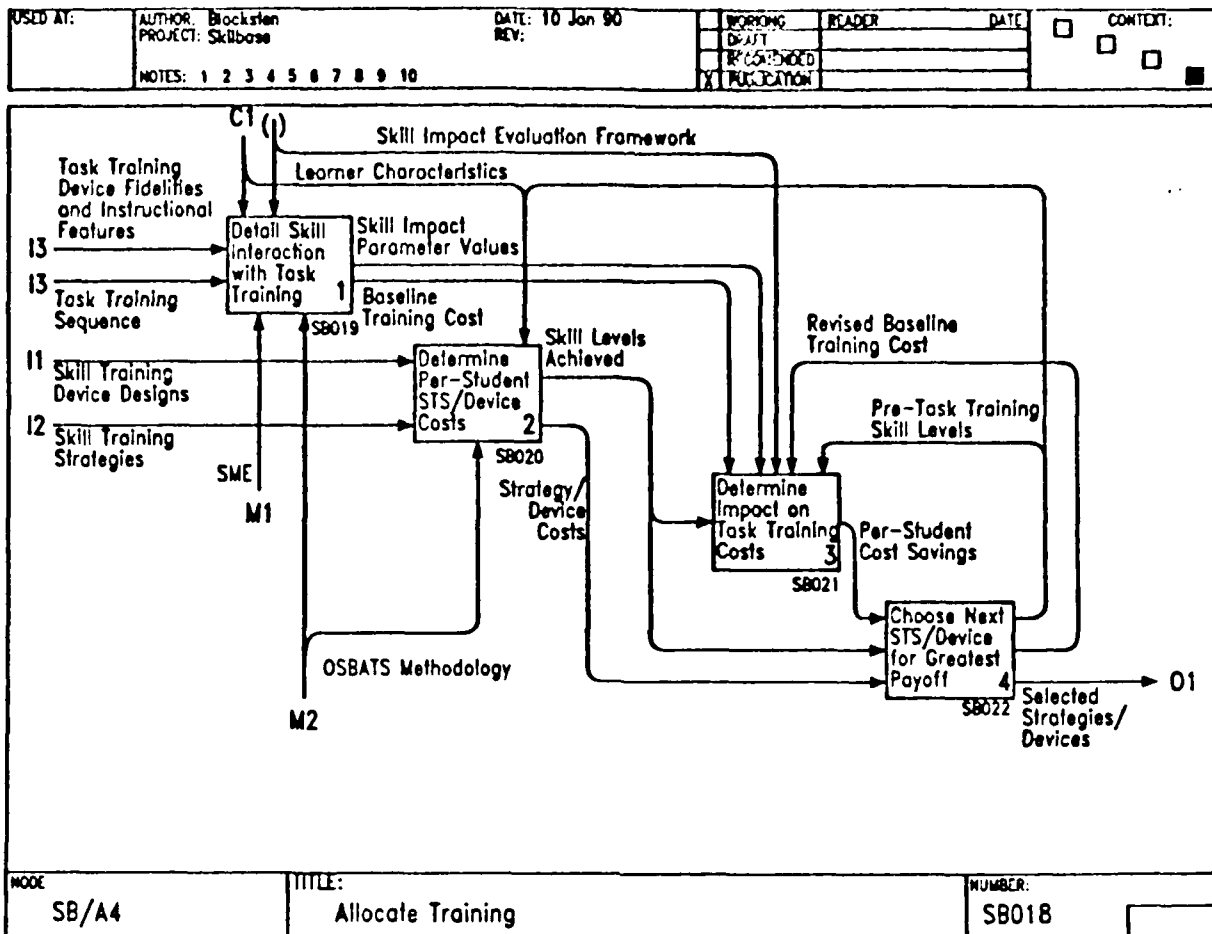 USED AT:
AUTHOR: Blocksten
DATE: 10 Jan 90
PROJECT: Skillbase
REV:
NOTES: 1 2 3 4 5 6 7 8 9 10
WORKING
DRAFT
RECOMMENDED
X PUBLICATION
READER DATE
CONTEXT:
C1 ( )
Skill Impact Evaluation Framework
Learner Characteristics
Task Training
Device Fidelities
and Instructional
Features
I3
I3
Task Training
Sequence
Detail Skill
Interaction
with Task
Training 1
SB019
Skill Impact
Parameter Values
Baseline
Training Cost
I1
Skill Training
Device Designs
I2
Skill Training
Strategies
SME
M1
Determine
Per-Student
STS/Device
Costs 2
SB020
Skill Levels
Achieved
Strategy/
Device
Costs
Revised Baseline
Training Cost
Pre-Task Training
Skill Levels
Determine
Impact on
Task Training
Costs 3
SB021
Per-Student
Cost Savings
Choose Next
STS/Device
for Greatest
Payoff 4
SB022
O1
Selected
Strategies/
Devices
OSBATS Methodology
M2
NODE
SB/A4
TITLE:
Allocate Training
NUMBER:
SB018